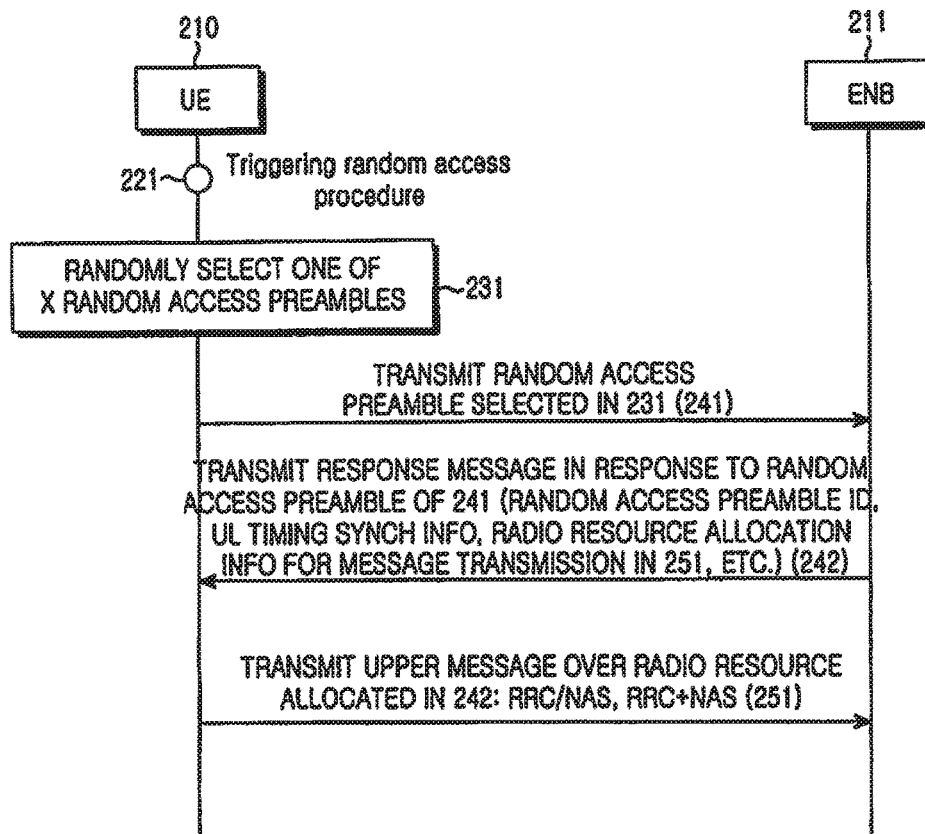 210
211
UE
ENB
221
Triggering random access
procedure
RANDOMLY SELECT ONE OF
X RANDOM ACCESS PREAMBLES
231
TRANSMIT RANDOM ACCESS
PREAMBLE SELECTED IN 231 (241)
TRANSMIT RESPONSE MESSAGE IN RESPONSE TO RANDOM
ACCESS PREAMBLE OF 241 (RANDOM ACCESS PREAMBLE ID,
UL TIMING SYNCH INFO, RADIO RESOURCE ALLOCATION
INFO FOR MESSAGE TRANSMISSION IN 251, ETC.) (242)
TRANSMIT UPPER MESSAGE OVER RADIO RESOURCE
ALLOCATED IN 242: RRC/NAS, RRC+NAS (251)